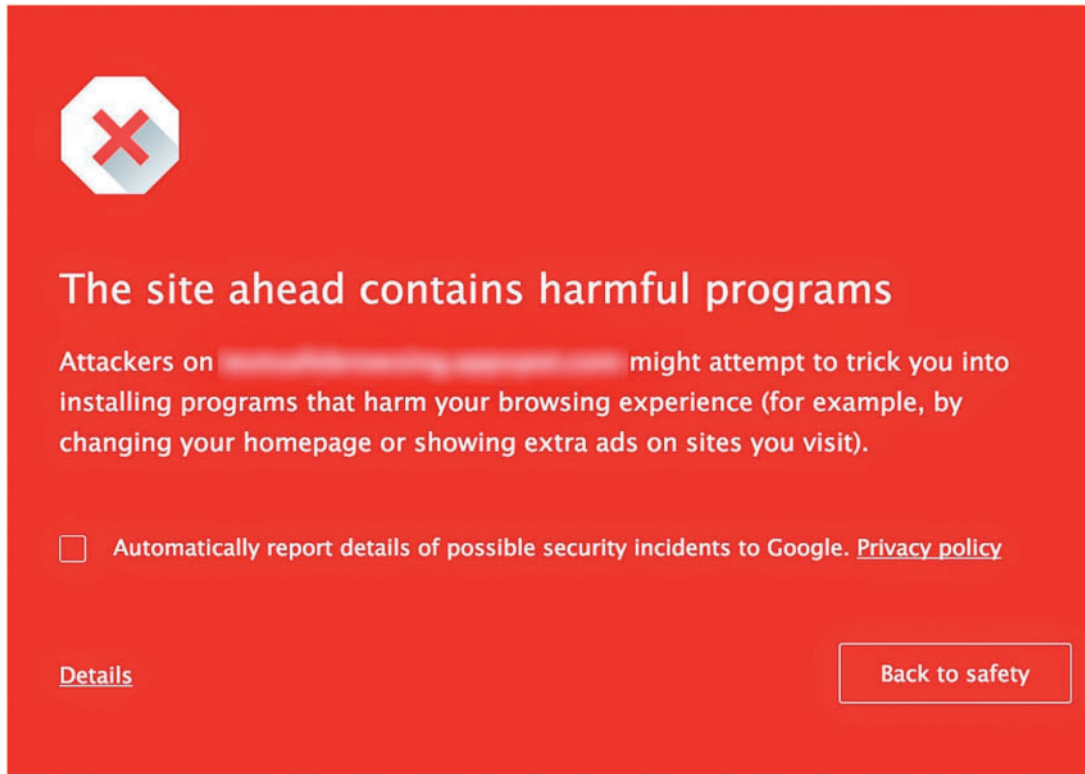 The site ahead contains harmful programs
Attackers on might attempt to trick you into
installing programs that harm your browsing experience (for example, by
changing your homepage or showing extra ads on sites you visit).
Automatically report details of possible security incidents to Google. Privacy policy
Details
Back to safety